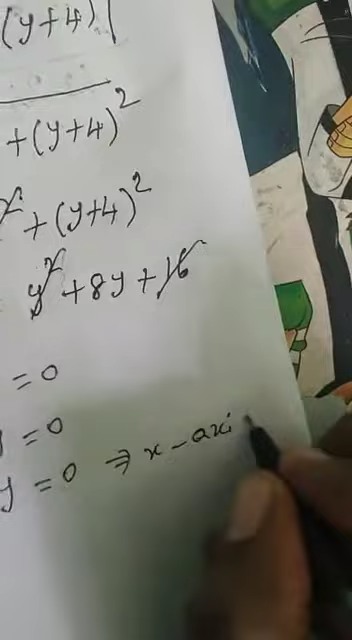 (y+4)|
+(y+4)²
+(y+4)²
y²+8y+16
=0
=0
y =0 ⇒ x-axi